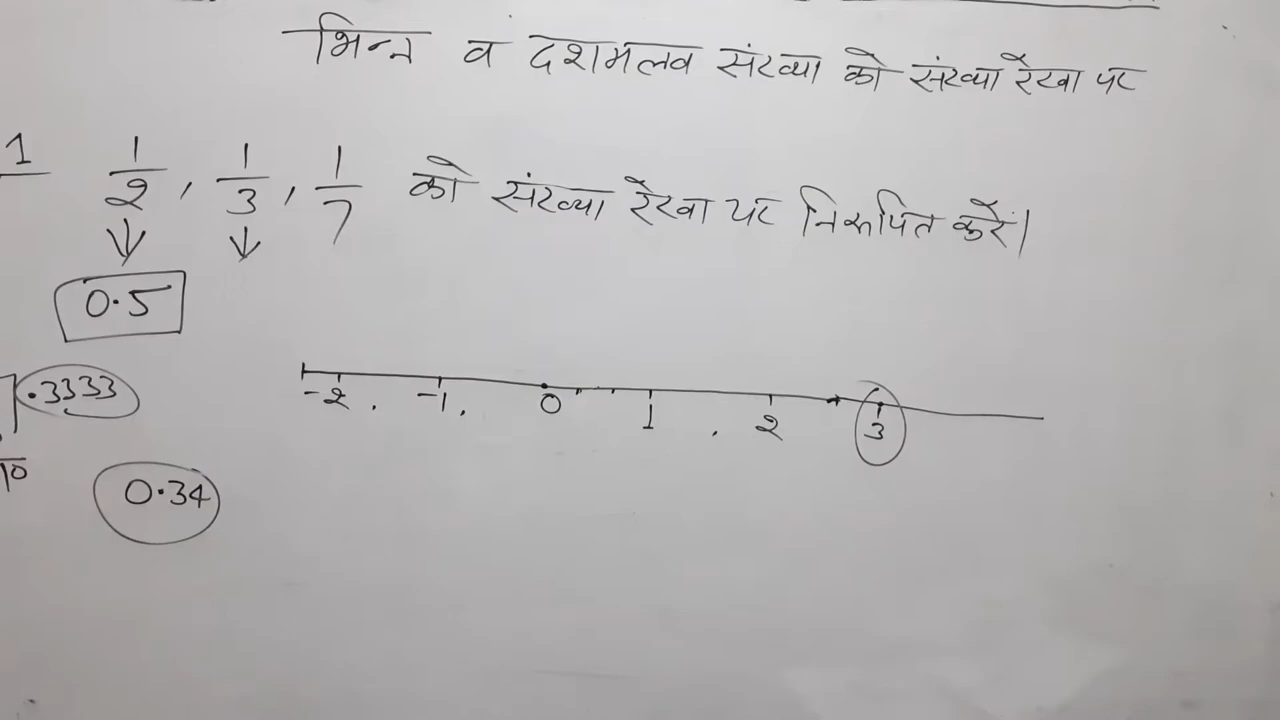 भिन्न व दशमलव संख्या को संख्या रेखा पर
1 1/2, 1/3, 1/7 को संख्या रेखा पर निरूपित करें।
0.5
.3333
-2 -1 0 1 2 3
10
0.34